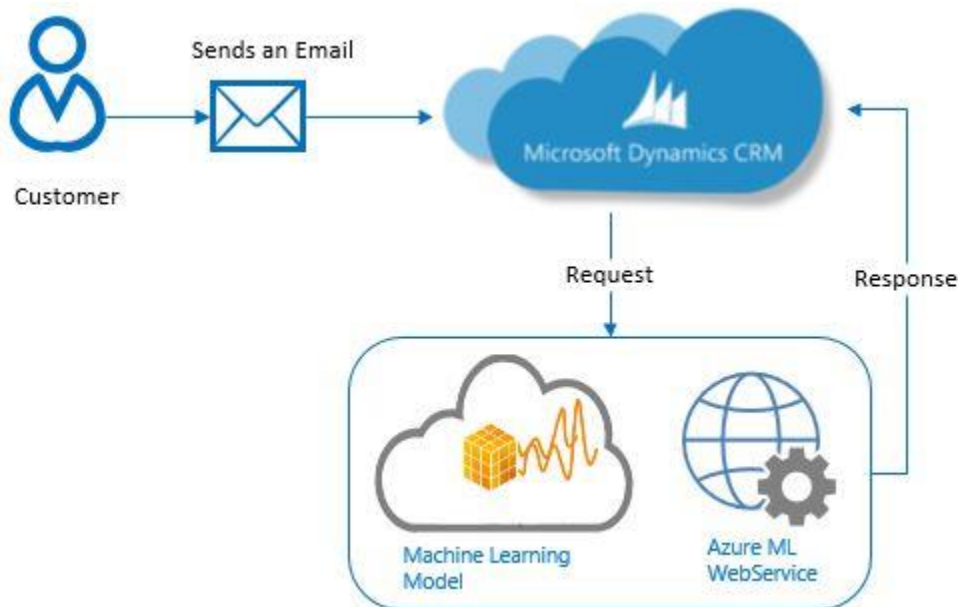 Sends an Email
Microsoft Dynamics CRM
Customer
Request
Response
Machine Learning
Model
Azure ML
WebService